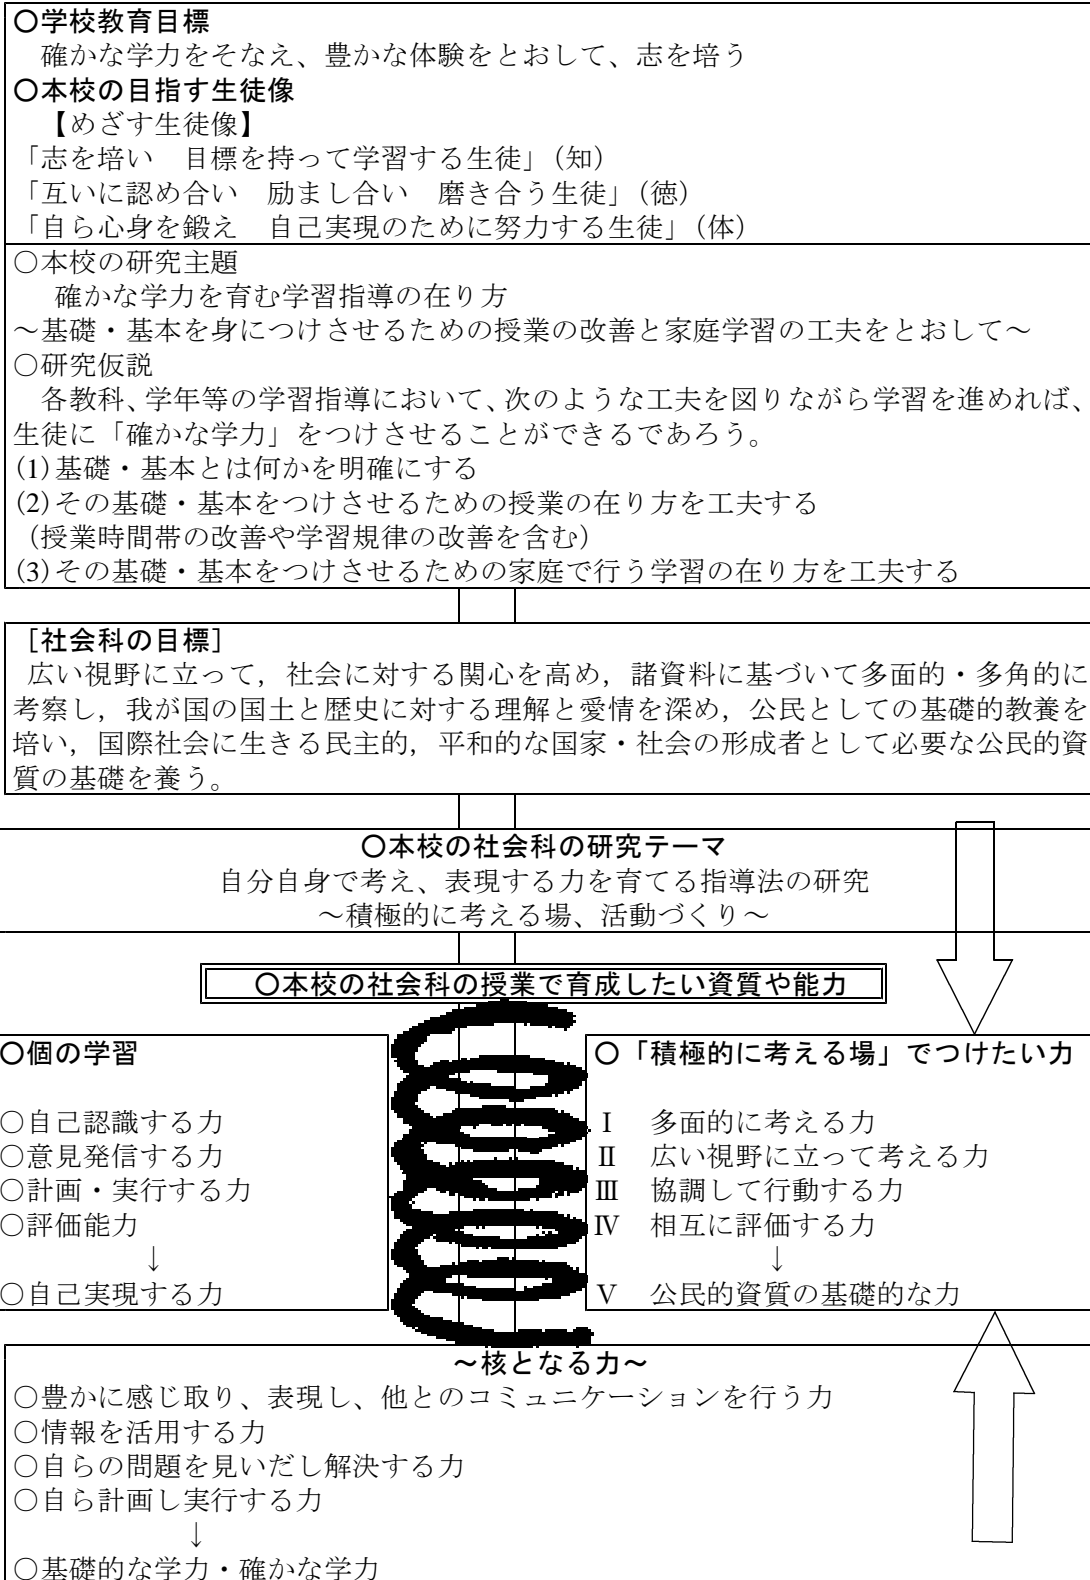 ○学校教育目標
確かな学力をそなえ、豊かな体験をとおして、志を培う
○本校の目指す生徒像
【めざす生徒像】
「志を培い　目標を持って学習する生徒」(知)
「互いに認め合い　励まし合い　磨き合う生徒」(徳)
「自ら心身を鍛え　自己実現のために努力する生徒」(体)
○本校の研究主題
確かな学力を育む学習指導の在り方
～基礎・基本を身につけさせるための授業の改善と家庭学習の工夫をとおして～
○研究仮説
各教科、学年等の学習指導において、次のような工夫を図りながら学習を進めれば、
生徒に「確かな学力」をつけさせることができるであろう。
(1)基礎・基本とは何かを明確にする
(2)その基礎・基本をつけさせるための授業の在り方を工夫する
(授業時間帯の改善や学習規律の改善を含む)
(3)その基礎・基本をつけさせるための家庭で行う学習の在り方を工夫する
[社会科の目標]
広い視野に立って，社会に対する関心を高め，諸資料に基づいて多面的・多角的に
考察し，我が国の国土と歴史に対する理解と愛情を深め，公民としての基礎的教養を
培い，国際社会に生きる民主的，平和的な国家・社会の形成者として必要な公民的資
質の基礎を養う。
○本校の社会科の研究テーマ
自分自身で考え、表現する力を育てる指導法の研究
～積極的に考える場、活動づくり～
○本校の社会科の授業で育成したい資質や能力
○個の学習
○自己認識する力
○意見発信する力
○計画・実行する力
○評価能力
↓
○自己実現する力
○「積極的に考える場」でつけたい力
Ⅰ　多面的に考える力
Ⅱ　広い視野に立って考える力
Ⅲ　協調して行動する力
Ⅳ　相互に評価する力
↓
Ⅴ　公民的資質の基礎的な力
～核となる力～
○豊かに感じ取り、表現し、他とのコミュニケーションを行う力
○情報を活用する力
○自らの問題を見いだし解決する力
○自ら計画し実行する力
↓
○基礎的な学力・確かな学力